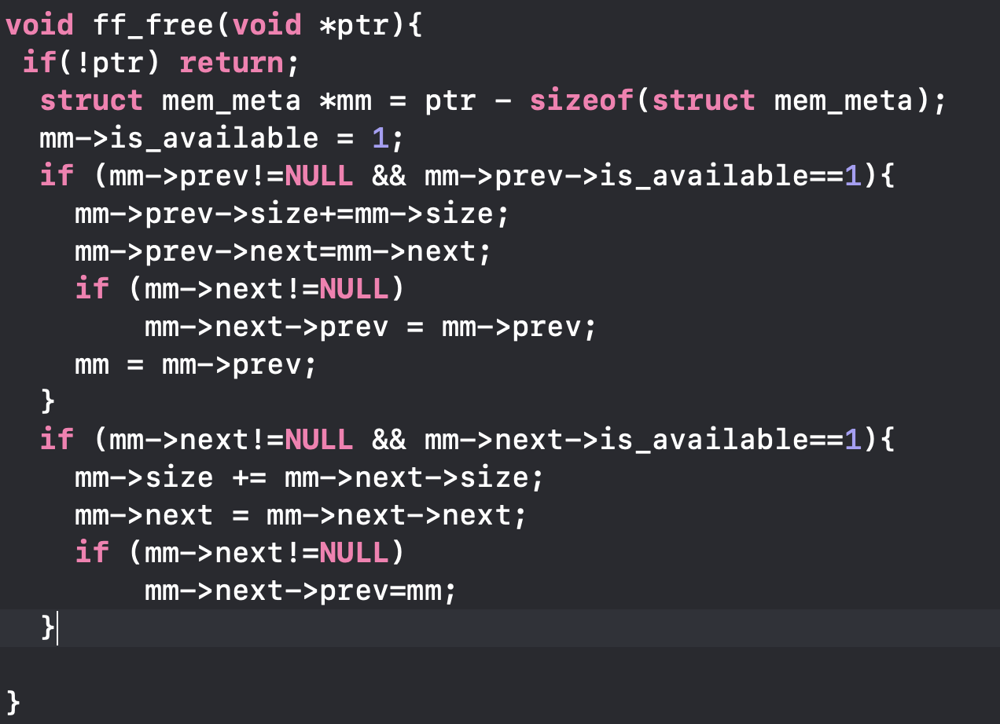 void ff_free(void *ptr){
 if(!ptr) return;
  struct mem_meta *mm = ptr - sizeof(struct mem_meta);
  mm->is_available = 1;
  if (mm->prev!=NULL && mm->prev->is_available==1){
    mm->prev->size+=mm->size;
    mm->prev->next=mm->next;
    if (mm->next!=NULL)
        mm->next->prev = mm->prev;
    mm = mm->prev;
  }
  if (mm->next!=NULL && mm->next->is_available==1){
    mm->size += mm->next->size;
    mm->next = mm->next->next;
    if (mm->next!=NULL)
        mm->next->prev=mm;
  }

}